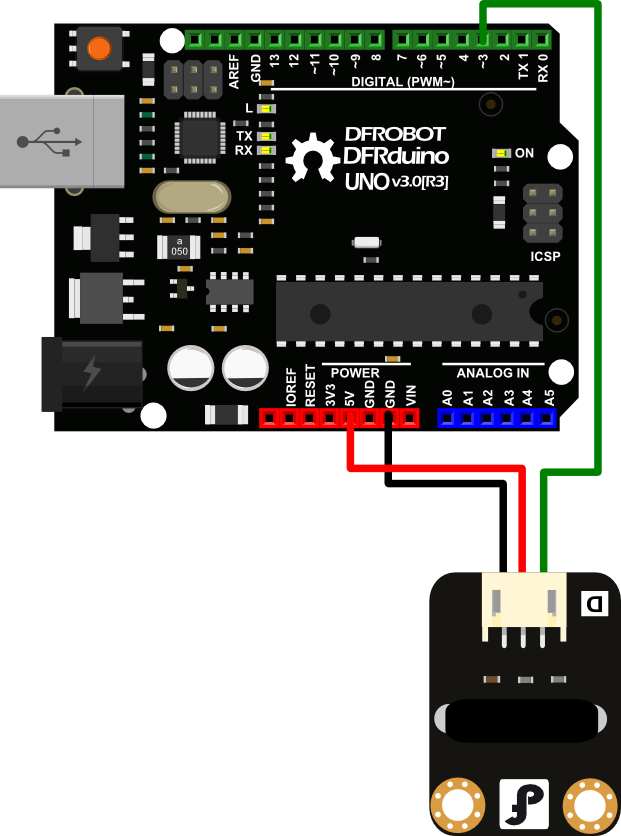 AREF
GND
13
12
~11
~10
~9
8
7
~6
~5
4
~3
2
TX 1
RX 0
DIGITAL (PWM~)
L
TX
RX
DFROBOT
DFRduino
UNO v3.0[R3]
ON
ICSP
a
050
POWER
ANALOG IN
IOREF
RESET
3V3
5V
GND
GND
VIN
A0
A1
A2
A3
A4
A5
D